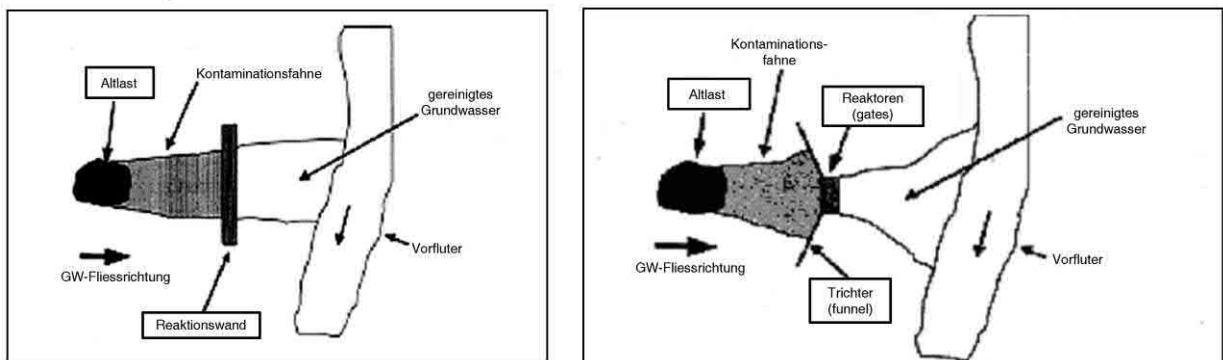 Altlast
Kontaminationsfahne
gereinigtes
Grundwasser
GW-Fliessrichtung
Vorfluter
Reaktionswand
Kontaminations-
fahne
Altlast
Reaktoren
(gates)
gereinigtes
Grundwasser
GW-Fliessrichtung
Vorfluter
Trichter
(funnel)